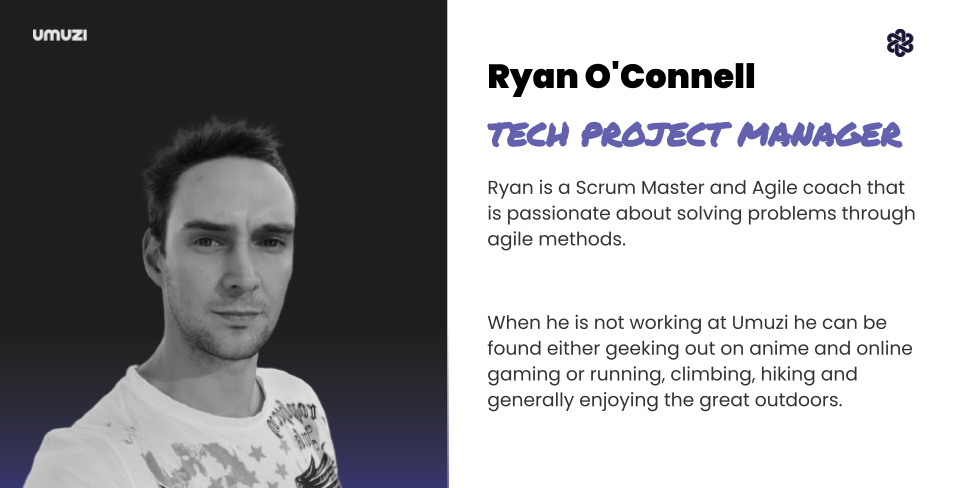 umuzi
Ryan O'Connell
TECH PROJECT MANAGER
Ryan is a Scrum Master and Agile coach that
is passionate about solving problems through
agile methods.
When he is not working at Umuzi he can be
found either geeking out on anime and online
gaming or running, climbing, hiking and
generally enjoying the great outdoors.